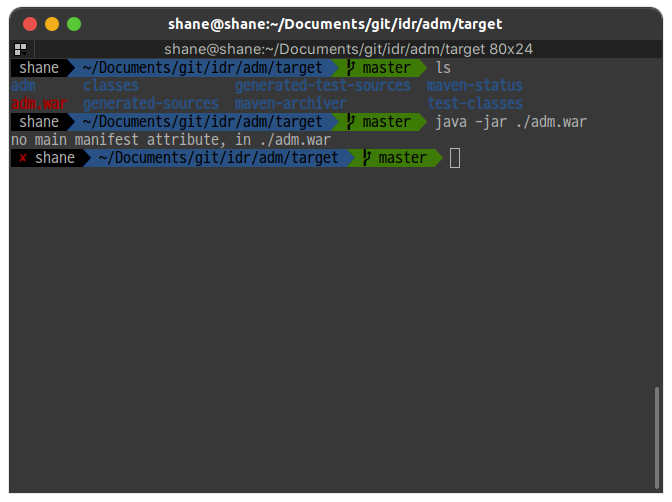 shane@shane:~/Documents/git/idr/adm/target
shane@shane:~/Documents/git/idr/adm/target 80x24
shane ~/Documents/git/idr/adm/target master ls
adm classes generated-test-sources maven-status
adm.war generated-sources maven-archiver test-classes
shane ~/Documents/git/idr/adm/target master java -jar ./adm.war
no main manifest attribute, in ./adm.war
✘ shane ~/Documents/git/idr/adm/target master